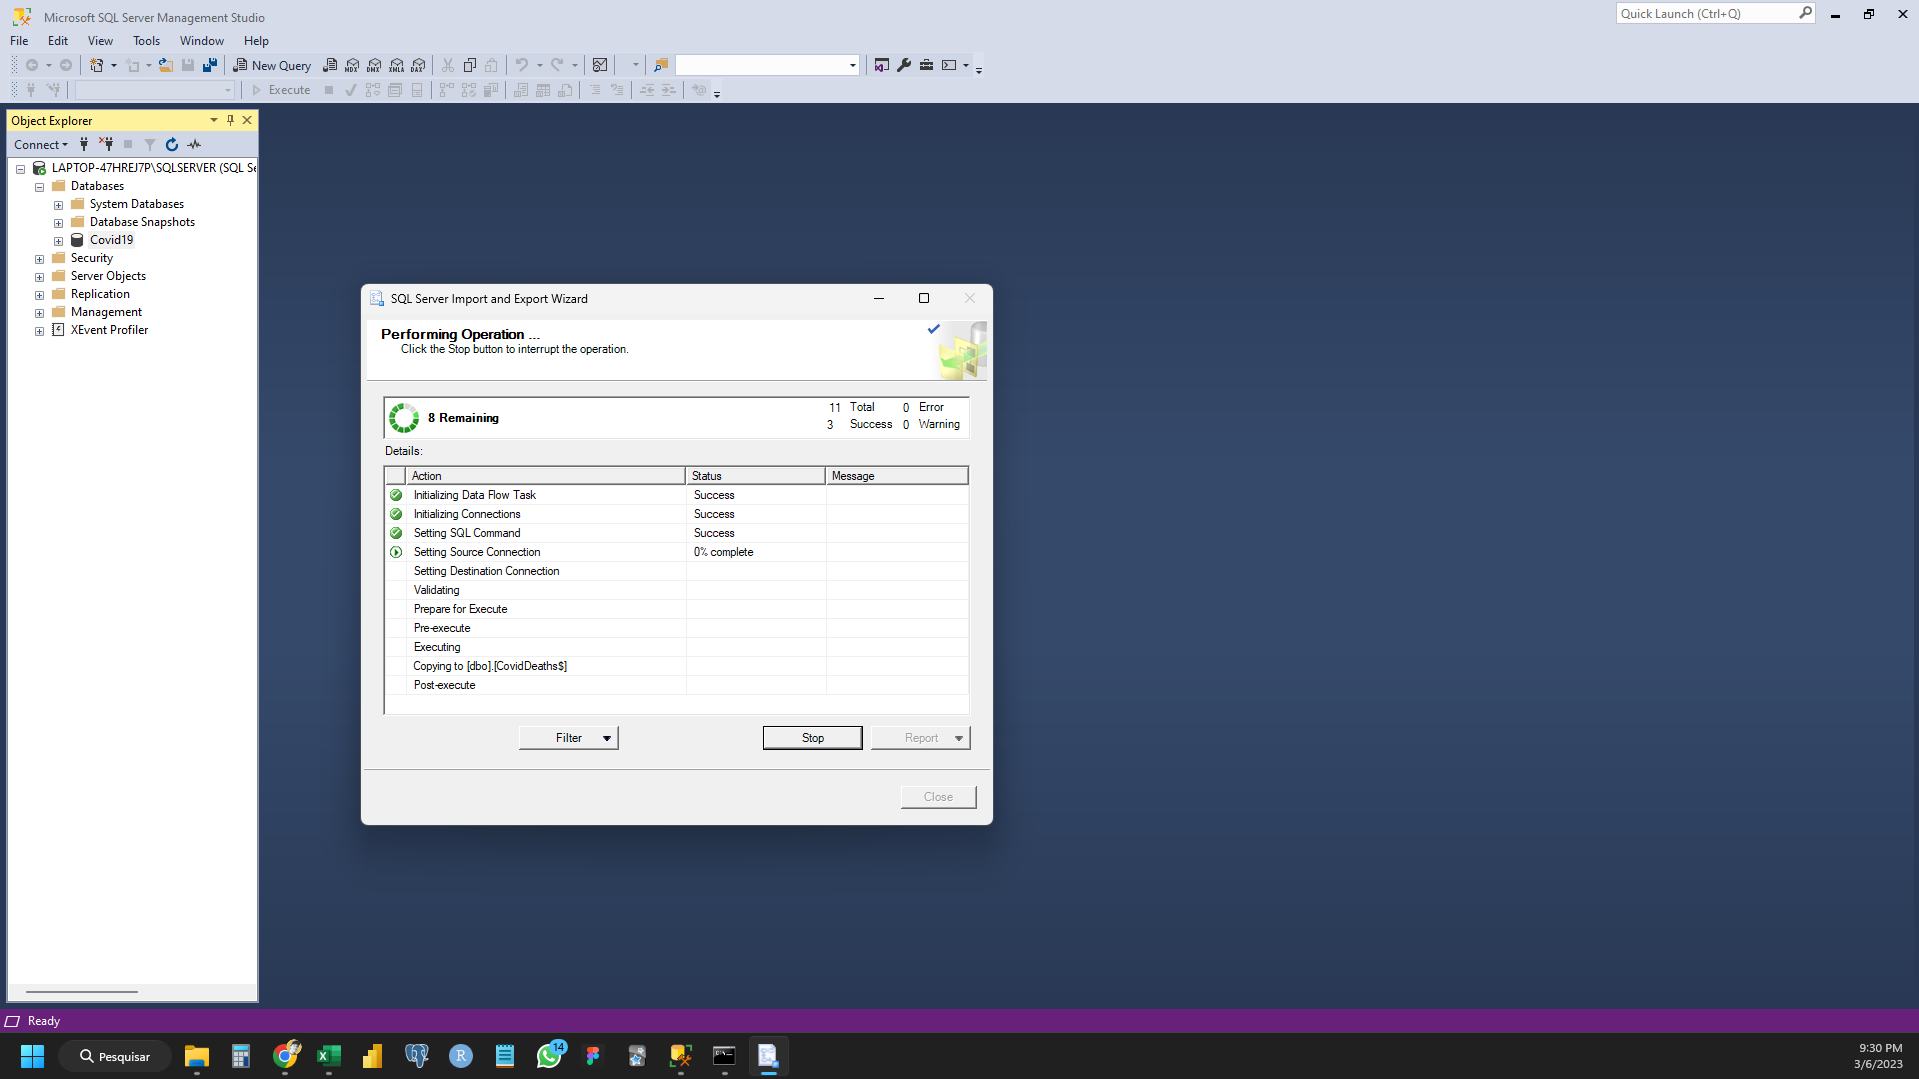 Microsoft SQL Server Management Studio
Quick Launch (Ctrl+Q)
File Edit View Tools Window Help
New Query
MDX DMX XMLA DAX
Execute
Object Explorer
Connect
LAPTOP-47HREJ7P\SQLSERVER (SQL Se
Databases
System Databases
Database Snapshots
Covid19
Security
Server Objects
Replication
Management
XEvent Profiler
SQL Server Import and Export Wizard
Performing Operation ...
Click the Stop button to interrupt the operation.
8 Remaining
11 Total 0 Error
3 Success 0 Warning
Details:
Action Status Message
Initializing Data Flow Task Success
Initializing Connections Success
Setting SQL Command Success
Setting Source Connection 0% complete
Setting Destination Connection
Validating
Prepare for Execute
Pre-execute
Executing
Copying to [dbo].[CovidDeaths$]
Post-execute
Filter Stop Report
Close
Ready
Pesquisar
R
14
9:30 PM
3/6/2023